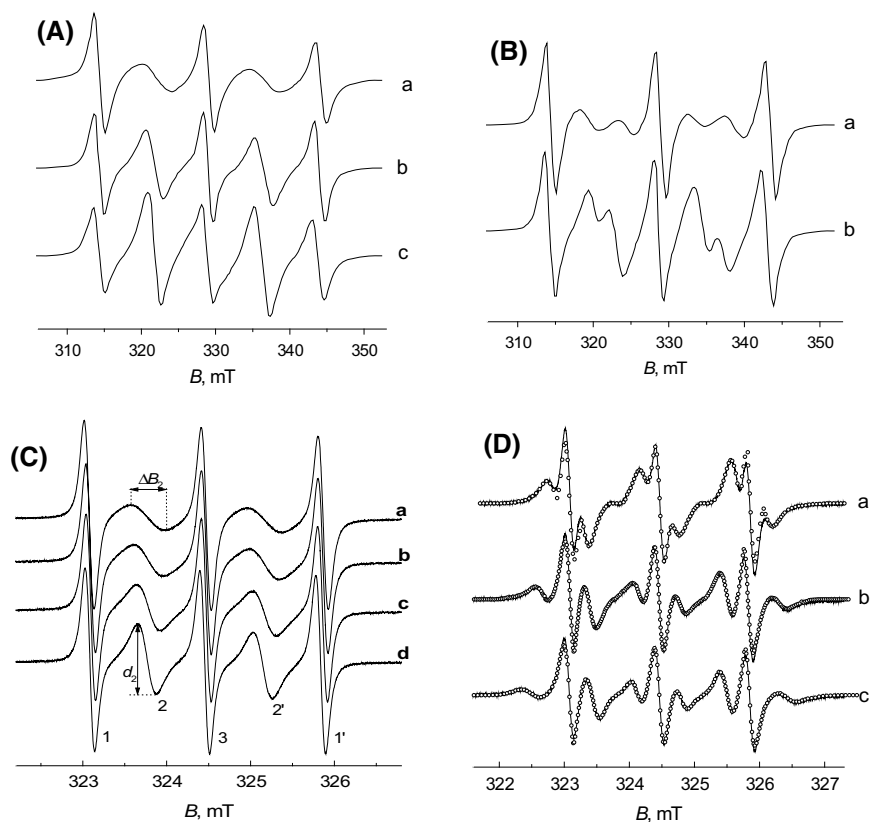 (A)
a
b
c
310 320 330 340 350
B, mT
(B)
a
b
310 320 330 340 350
B, mT
(C)
ΔB2
a
b
c
d
d2
1 2 3 2' 1'
323 324 325 326
B, mT
(D)
a
b
c
322 323 324 325 326 327
B, mT